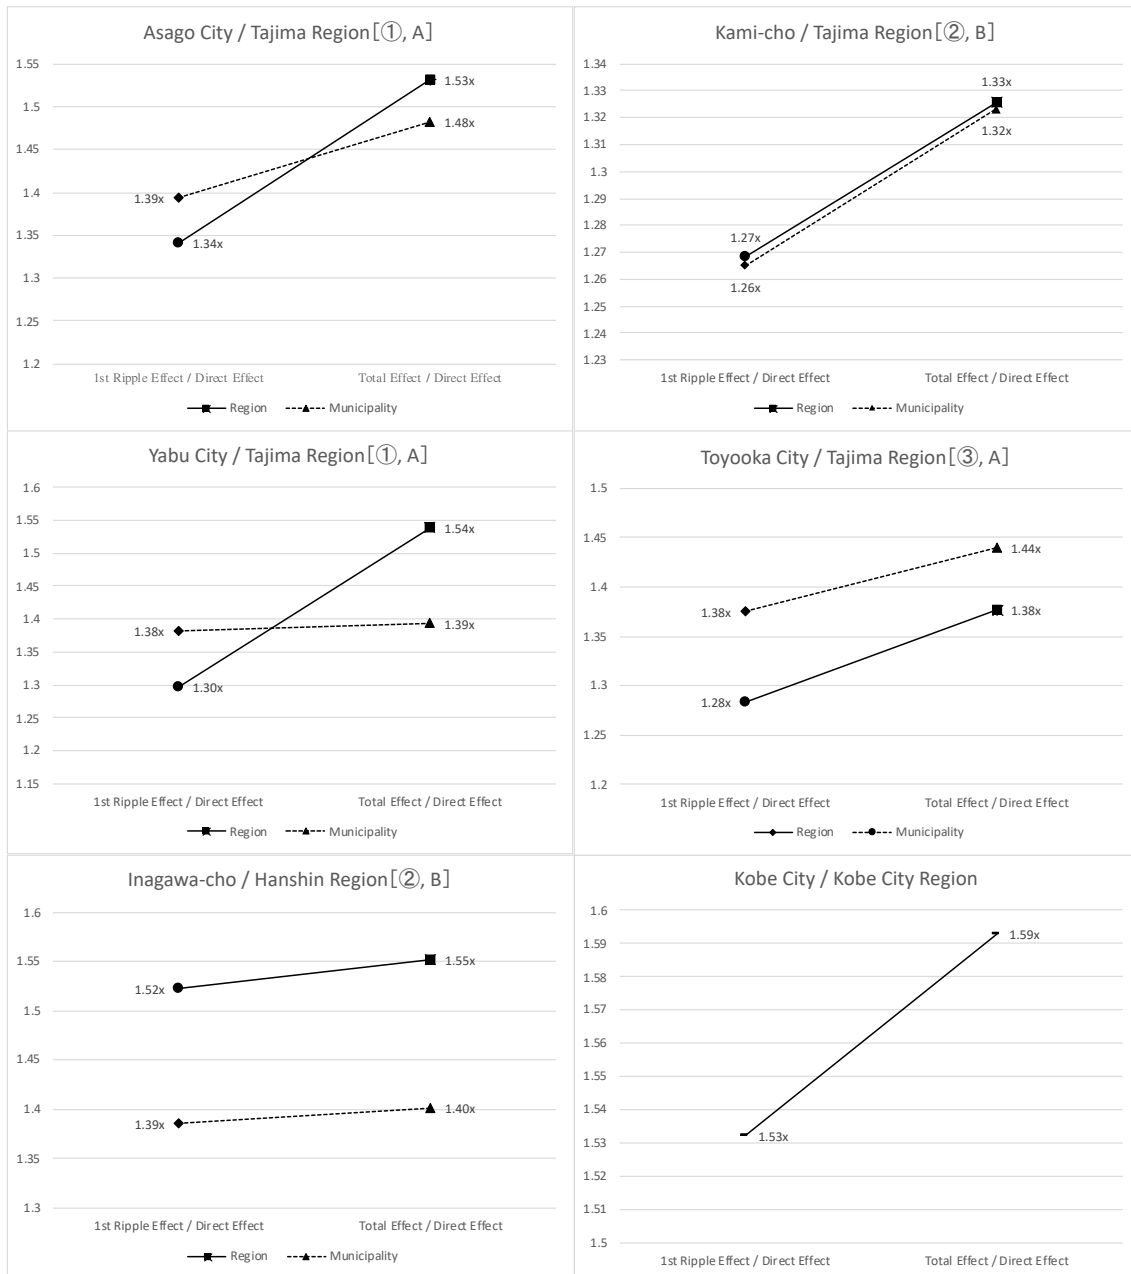 Asago City / Tajima Region[①, A]
1.55
1.5
1.45
1.4
1.35
1.3
1.25
1.2
1.53x
1.48x
1.39x
1.34x
1st Ripple Effect / Direct Effect
Total Effect / Direct Effect
Region
Municipality
Kami-cho / Tajima Region[②, B]
1.34
1.33
1.32
1.31
1.3
1.29
1.28
1.27
1.26
1.25
1.24
1.23
1.33x
1.32x
1.27x
1.26x
1st Ripple Effect / Direct Effect
Total Effect / Direct Effect
Region
Municipality
Yabu City / Tajima Region[①, A]
1.6
1.55
1.5
1.45
1.4
1.35
1.3
1.25
1.2
1.15
1.54x
1.39x
1.38x
1.30x
1st Ripple Effect / Direct Effect
Total Effect / Direct Effect
Region
Municipality
Toyooka City / Tajima Region[③, A]
1.5
1.45
1.4
1.35
1.3
1.25
1.2
1.44x
1.38x
1.38x
1.28x
1st Ripple Effect / Direct Effect
Total Effect / Direct Effect
Region
Municipality
Inagawa-cho / Hanshin Region[②, B]
1.6
1.55
1.5
1.45
1.4
1.35
1.3
1.55x
1.52x
1.40x
1.39x
1st Ripple Effect / Direct Effect
Total Effect / Direct Effect
Region
Municipality
Kobe City / Kobe City Region
1.6
1.59
1.58
1.57
1.56
1.55
1.54
1.53
1.52
1.51
1.5
1.59x
1.53x
1st Ripple Effect / Direct Effect
Total Effect / Direct Effect